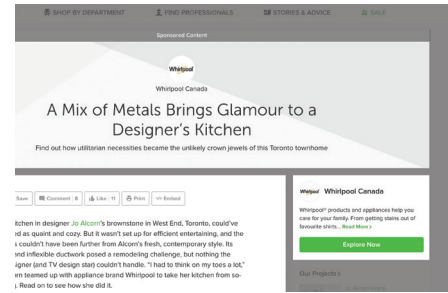 SHOP BY DEPARTMENT FIND PROFESSIONALS STORIES & ADVICE SALE
Sponsored Content
Whirlpool
Whirlpool Canada
A Mix of Metals Brings Glamour to a
Designer's Kitchen
Find out how utilitarian necessities became the unlikely crown jewels of this Toronto townhome
Save Comment | 8 Like | 11 Print Embed
itchen in designer Jo Alcorn's brownstone in West End, Toronto, could've
d as quaint and cozy. But it wasn't set up for efficient entertaining, and the
s couldn't have been further from Alcorn's fresh, contemporary style. Its
nd inflexible ductwork posed a remodeling challenge, but nothing the
igner (and TV design star) couldn't handle. "I had to think on my toes a lot,"
orn teamed up with appliance brand Whirlpool to take her kitchen from so-
). Read on to see how she did it.
Whirlpool Whirlpool Canada
Whirlpool® products and appliances help you
care for your family. From getting stains out of
favourite shirts... Read More >
Explore Now
Our Projects >